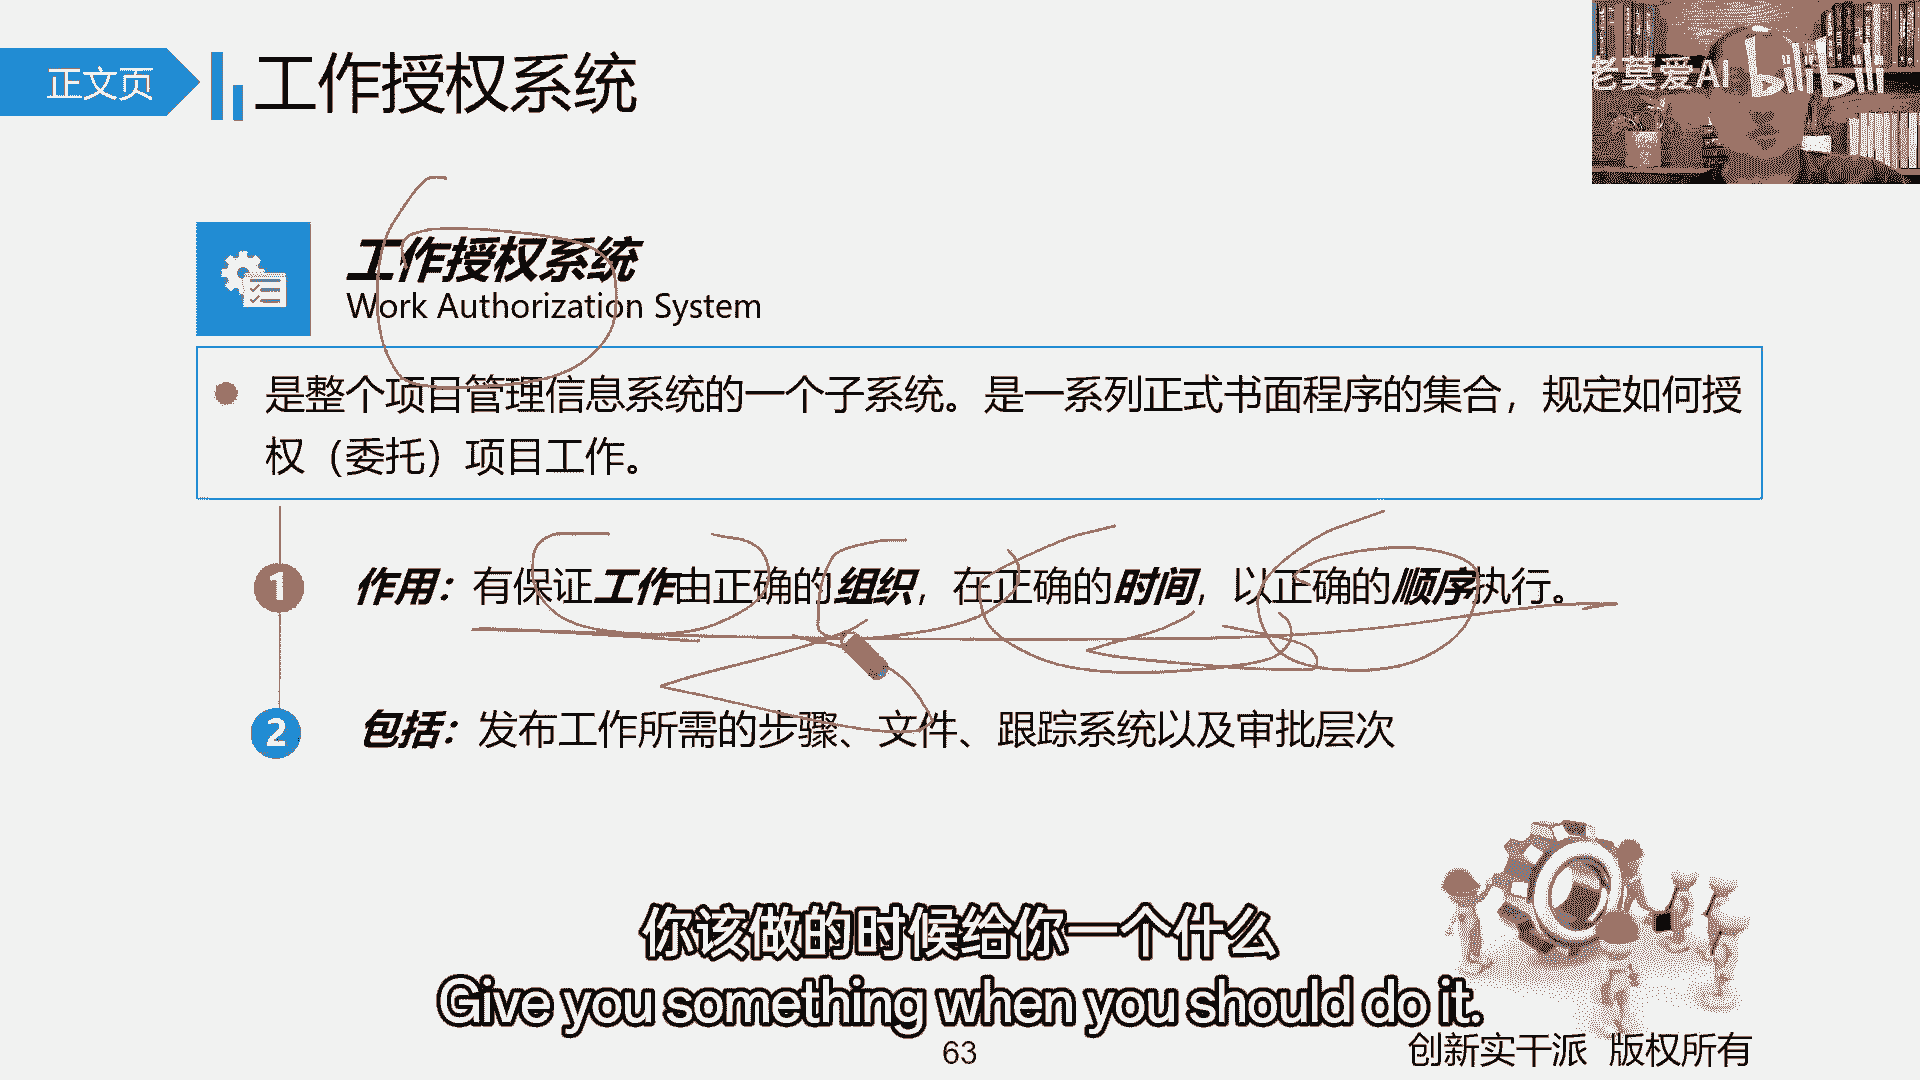 正文页
工作授权系统
老莫爱AI bilibili
工作授权系统
Work Authorization System
是整个项目管理信息系统的一个子系统。是一系列正式书面程序的集合，规定如何授
权（委托）项目工作。
1 作用：有保证工作由正确的组织，在正确的时间，以正确的顺序执行。
2 包括：发布工作所需的步骤、文件、跟踪系统以及审批层次
你该做的时候给你一个什么
Give you something when you should do it.
63
创新实干派 版权所有